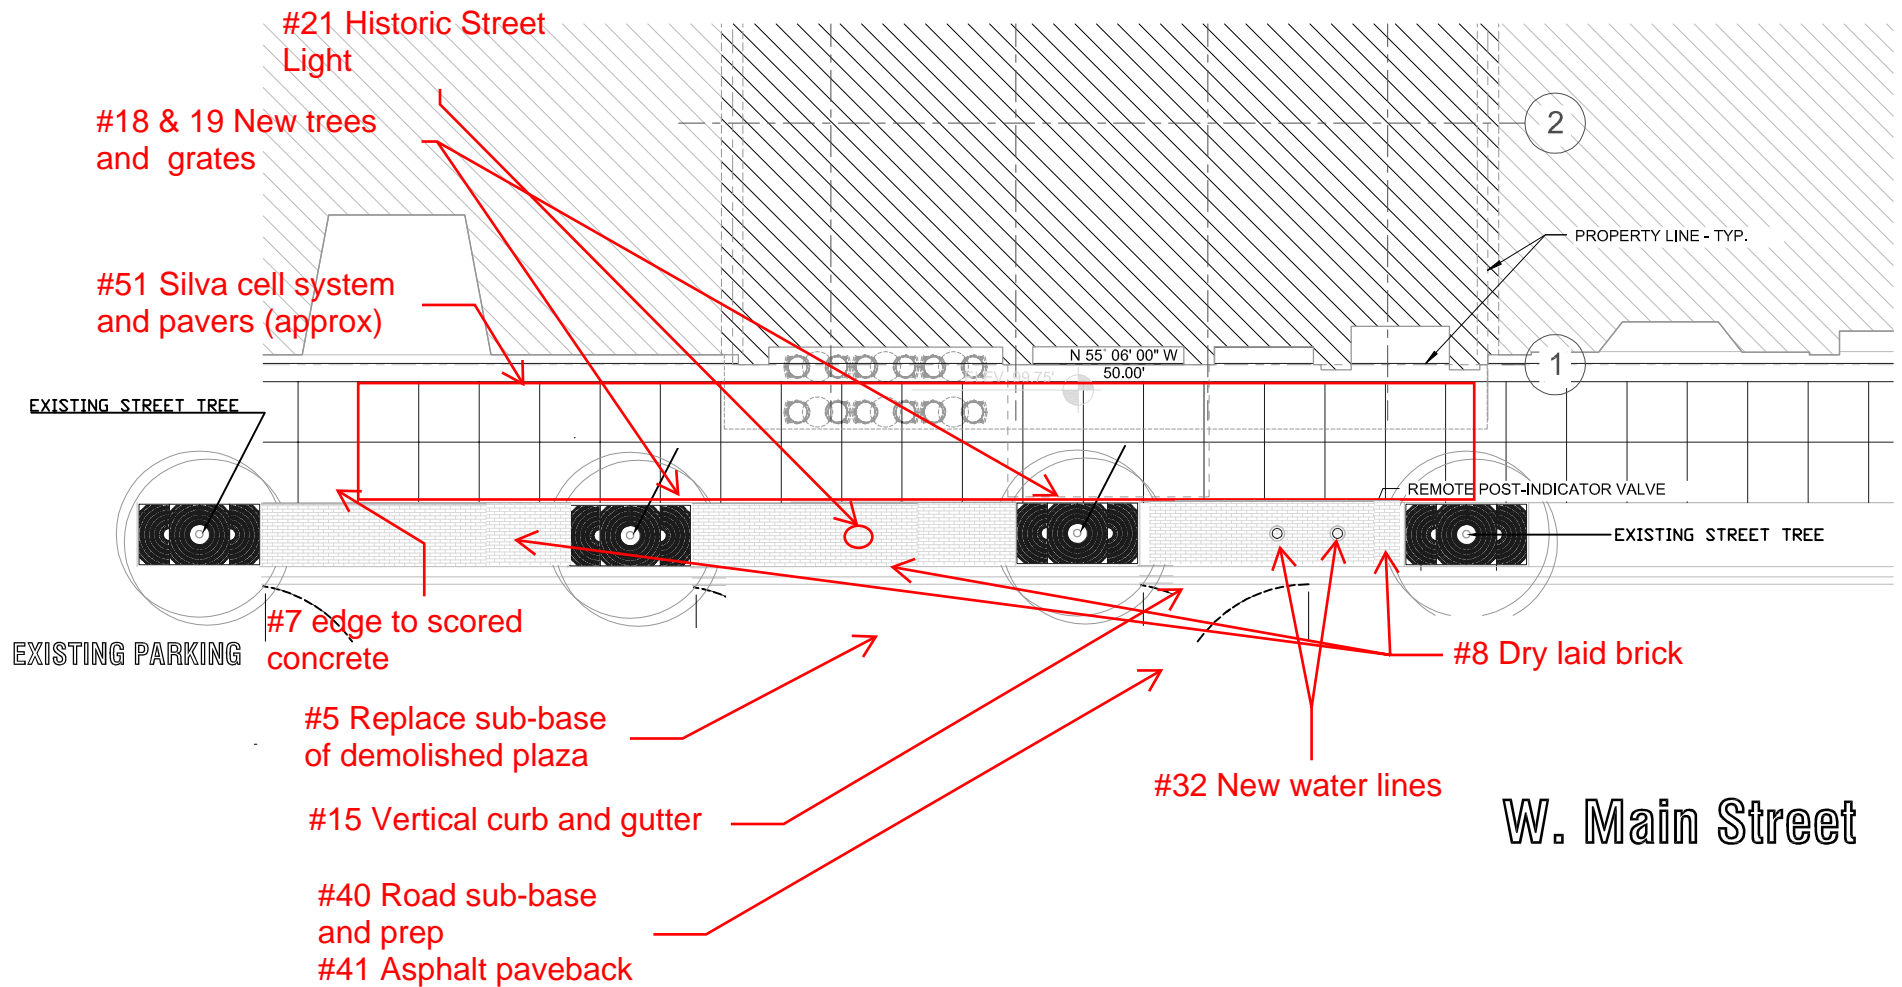 #21 Historic Street
Light
#18 & 19 New trees
and grates
2
PROPERTY LINE - TYP.
#51 Silva cell system
and pavers (approx)
N 55° 06' 00" W
50.00'
1
ELEV. 99.75'
EXISTING STREET TREE
REMOTE POST-INDICATOR VALVE
EXISTING STREET TREE
#7 edge to scored
concrete
EXISTING PARKING
#8 Dry laid brick
#5 Replace sub-base
of demolished plaza
#32 New water lines
#15 Vertical curb and gutter
W. Main Street
#40 Road sub-base
and prep
#41 Asphalt paveback